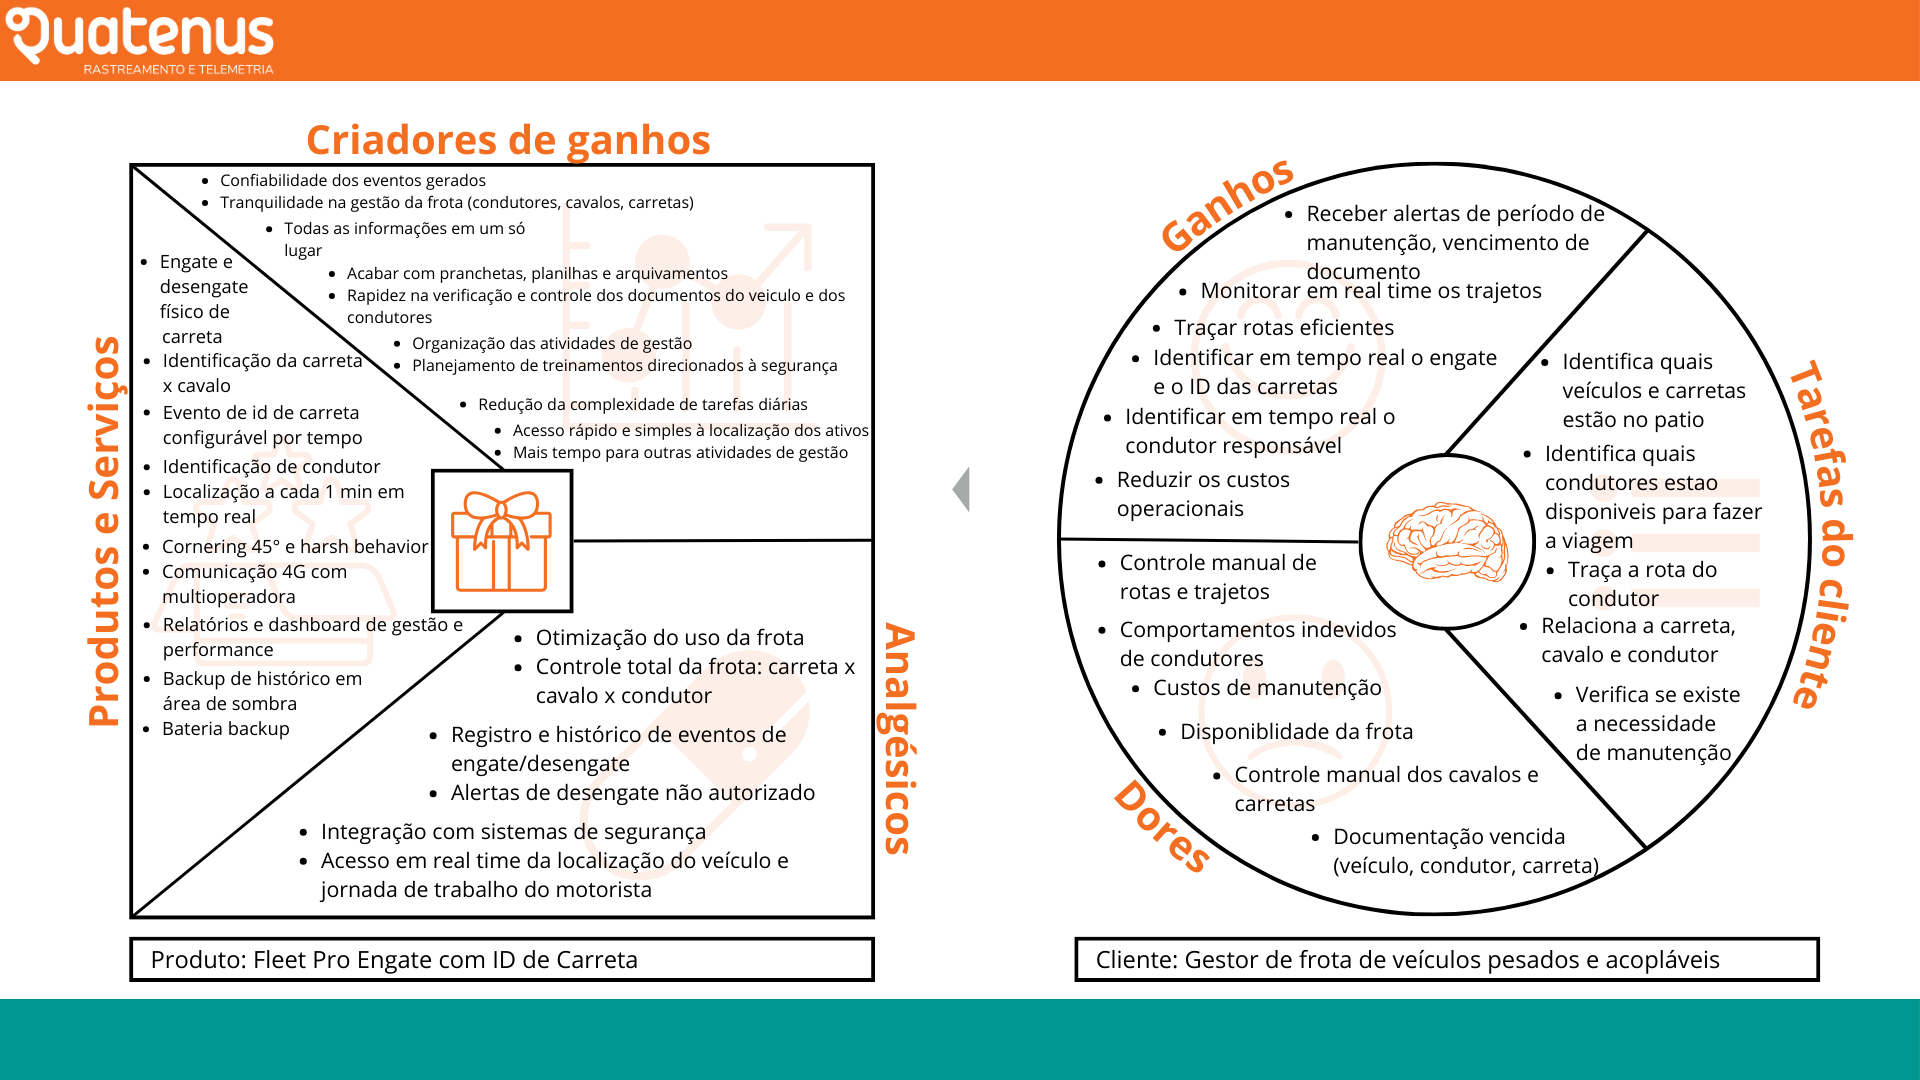 Quatenus
RASTREAMENTO E TELEMETRIA
Criadores de ganhos
• Confiabilidade dos eventos gerados
• Tranquilidade na gestão da frota (condutores, cavalos, carretas)
• Todas as informações em um só
lugar
• Acabar com pranchetas, planilhas e arquivamentos
• Rapidez na verificação e controle dos documentos do veiculo e dos
condutores
• Organização das atividades de gestão
• Planejamento de treinamentos direcionados à segurança
• Redução da complexidade de tarefas diárias
• Acesso rápido e simples à localização dos ativos
• Mais tempo para outras atividades de gestão
Produtos e Serviços
• Engate e
desengate
físico de
carreta
• Identificação da carreta
x cavalo
• Evento de id de carreta
configurável por tempo
• Identificação de condutor
• Localização a cada 1 min em
tempo real
• Cornering 45° e harsh behavior
• Comunicação 4G com
multioperadora
• Relatórios e dashboard de gestão e
performance
• Backup de histórico em
área de sombra
• Bateria backup
Analgésicos
• Otimização do uso da frota
• Controle total da frota: carreta x
cavalo x condutor
• Registro e histórico de eventos de
engate/desengate
• Alertas de desengate não autorizado
• Integração com sistemas de segurança
• Acesso em real time da localização do veículo e
jornada de trabalho do motorista
Produto: Fleet Pro Engate com ID de Carreta
Ganhos
• Receber alertas de período de
manutenção, vencimento de
documento
• Monitorar em real time os trajetos
• Traçar rotas eficientes
• Identificar em tempo real o engate
e o ID das carretas
• Identificar em tempo real o
condutor responsável
• Reduzir os custos
operacionais
Tarefas do cliente
• Identifica quais
veículos e carretas
estão no patio
• Identifica quais
condutores estao
disponiveis para fazer
a viagem
• Traça a rota do
condutor
• Relaciona a carreta,
cavalo e condutor
• Verifica se existe
a necessidade
de manutenção
Dores
• Controle manual de
rotas e trajetos
• Comportamentos indevidos
de condutores
• Custos de manutenção
• Disponiblidade da frota
• Controle manual dos cavalos e
carretas
• Documentação vencida
(veículo, condutor, carreta)
Cliente: Gestor de frota de veículos pesados e acopláveis